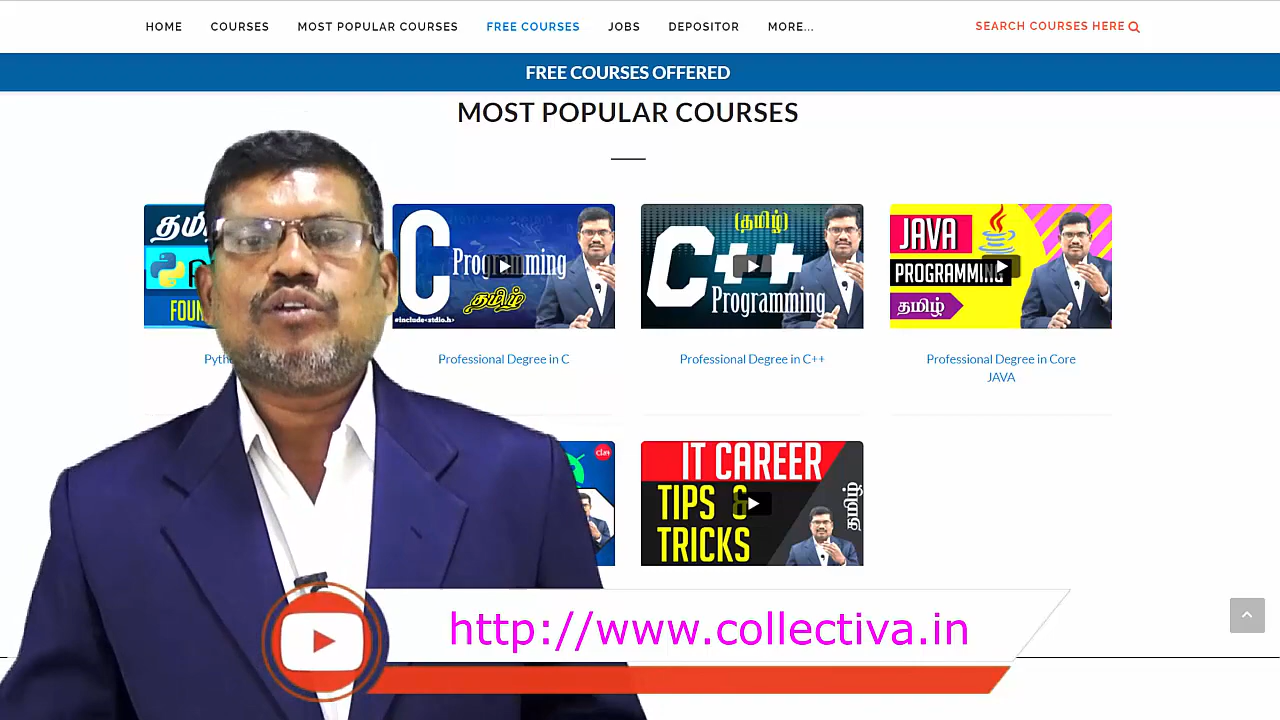 HOME COURSES MOST POPULAR COURSES FREE COURSES JOBS DEPOSITOR MORE... SEARCH COURSES HERE
FREE COURSES OFFERED
MOST POPULAR COURSES
C Programming
தமிழ்
#include<stdio.h>
(தமிழ்)
C++
Programming
JAVA
PROGRAMMING
தமிழ்
Professional Degree in C
Professional Degree in C++
Professional Degree in Core
JAVA
IT CAREER
TIPS &
TRICKS
தமிழ்
http://www.collectiva.in